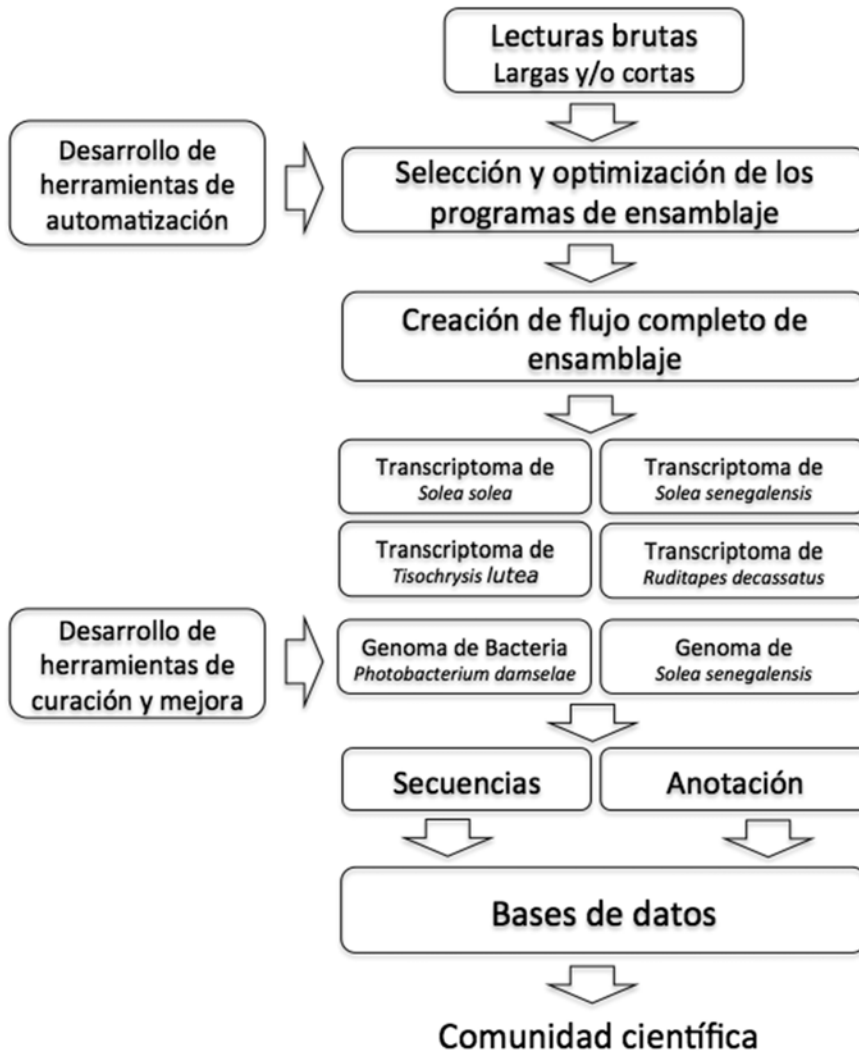 Lecturas brutas
Largas y/o cortas
Desarrollo de
herramientas de
automatización
Selección y optimización de los
programas de ensamblaje
Creación de flujo completo de
ensamblaje
Transcriptoma de
Solea solea
Transcriptoma de
Solea senegalensis
Transcriptoma de
Tisochrysis lutea
Transcriptoma de
Ruditapes decassatus
Desarrollo de
herramientas de
curación y mejora
Genoma de Bacteria
Photobacterium damselae
Genoma de
Solea senegalensis
Secuencias
Anotación
Bases de datos
Comunidad científica